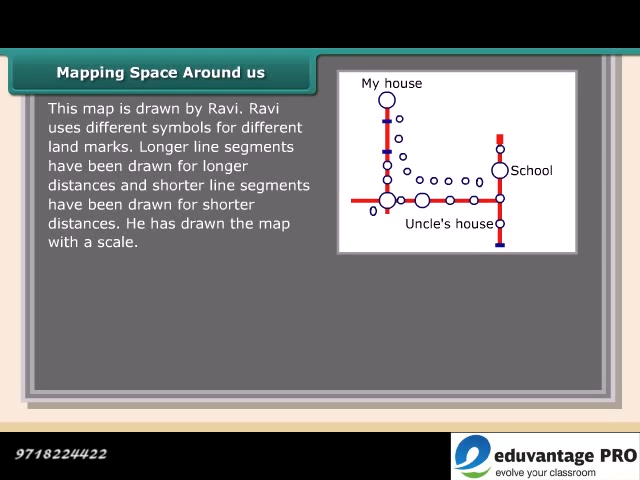 Mapping Space Around us
This map is drawn by Ravi. Ravi
uses different symbols for different
land marks. Longer line segments
have been drawn for longer
distances and shorter line segments
have been drawn for shorter
distances. He has drawn the map
with a scale.
My house
School
Uncle's house
9718224422
eduvantage PRO
evolve your classroom